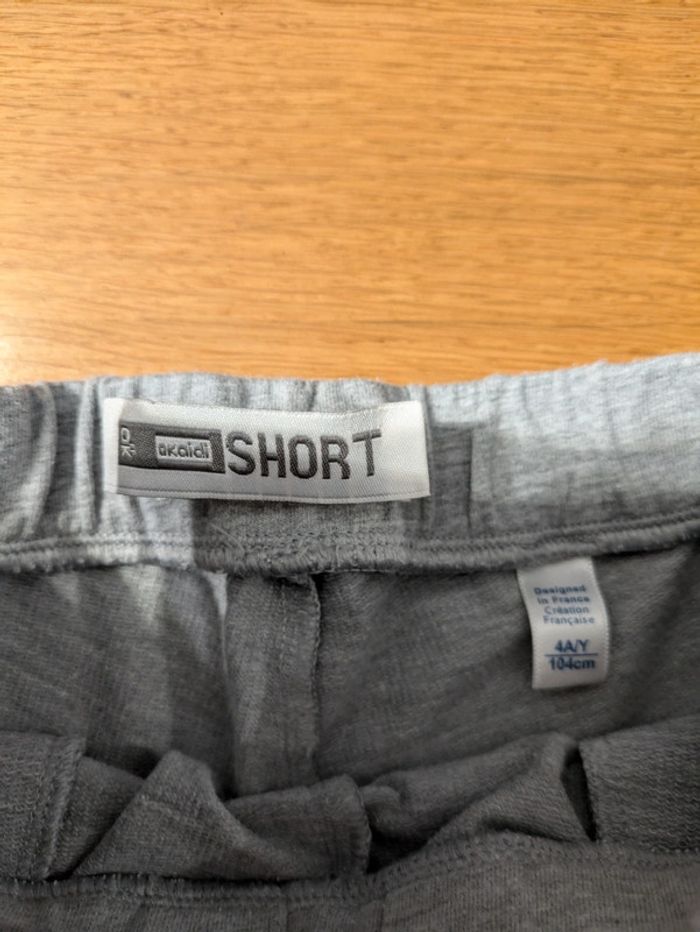 OK
okaidi
SHORT
Designed
in France
Création
Française
4A/Y
104cm